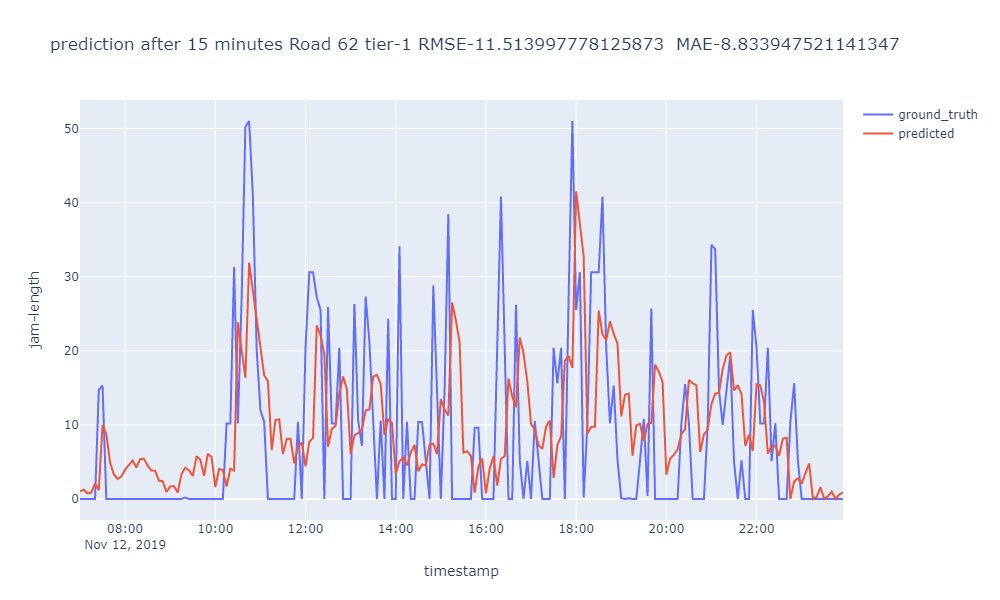 prediction after 15 minutes Road 62 tier-1 RMSE-11.513997778125873 MAE-8.833947521141347
ground_truth
predicted
50
40
30
20
10
0
jam-length
08:00 10:00 12:00 14:00 16:00 18:00 20:00 22:00
Nov 12, 2019
timestamp